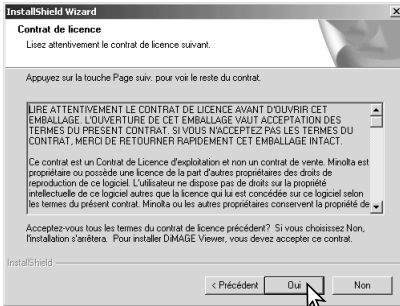 InstallShield Wizard
Contrat de licence
Lisez attentivement le contrat de licence suivant.
Appuyez sur la touche Page suiv. pour voir le reste du contrat.
LIRE ATTENTIVEMENT LE CONTRAT DE LICENCE AVANT D'OUVRIR CET
EMBALLAGE. L'OUVERTURE DE CET EMBALLAGE VAUT ACCEPTATION DES
TERMES DU PRESENT CONTRAT. SI VOUS N'ACCEPTEZ PAS LES TERMES DU
CONTRAT, MERCI DE RETOURNER RAPIDEMENT CET EMBALLAGE INTACT.
Ce contrat est un Contrat de Licence d'exploitation et non un contrat de vente. Minolta est
propriétaire ou possède une licence de la part d'autres propriétaires des droits de
reproduction de ce logiciel. L'utilisateur ne dispose pas de droits sur la propriété
intellectuelle de ce logiciel autres que la licence qui lui est concédée sur ce logiciel selon
les termes du présent contrat. Minolta ou les autres propriétaires conservent la propriété de
Acceptez-vous tous les termes du contrat de licence précédent? Si vous choisissez Non,
l'installation s'arrêtera. Pour installer DiMAGE Viewer, vous devez accepter ce contrat.
InstallShield
< Précédent Oui Non